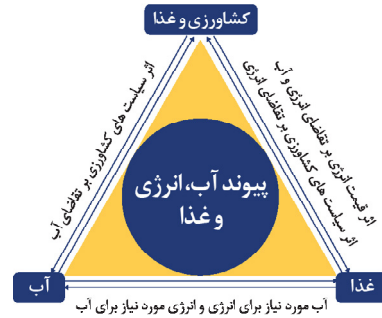 کشاورزی و غذا
اثر قیمت انرژی بر تقاضای انرژی و آب
اثر سیاست های کشاورزی بر تقاضای انرژی
اثر سیاست های کشاورزی بر تقاضای آب
پیوند آب، انرژی
و غذا
غذا
آب
آب مورد نیاز برای انرژی و انرژی مورد نیاز برای آب